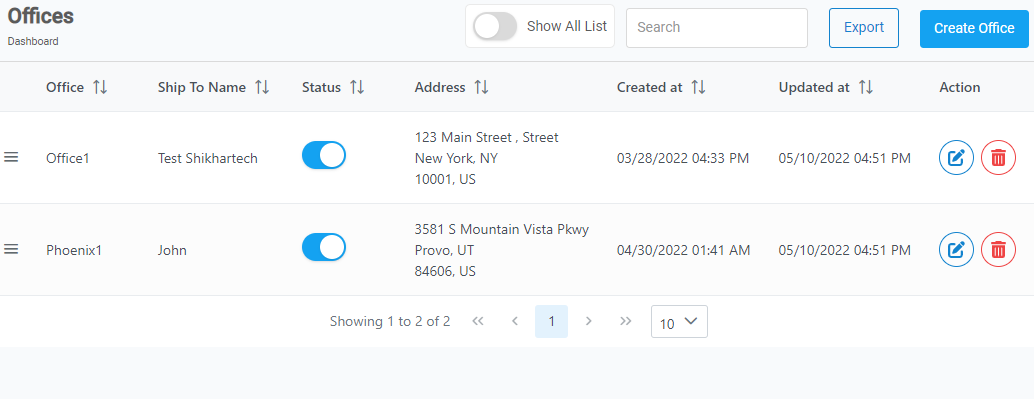 Offices
Dashboard
Show All List
Search
Export
Create Office
Office Ship To Name Status Address Created at Updated at Action
Office1 Test Shikhartech 123 Main Street , Street 03/28/2022 04:33 PM 05/10/2022 04:51 PM
New York, NY
10001, US
Phoenix1 John 3581 S Mountain Vista Pkwy 04/30/2022 01:41 AM 05/10/2022 04:51 PM
Provo, UT
84606, US
Showing 1 to 2 of 2 << < 1 > >> 10